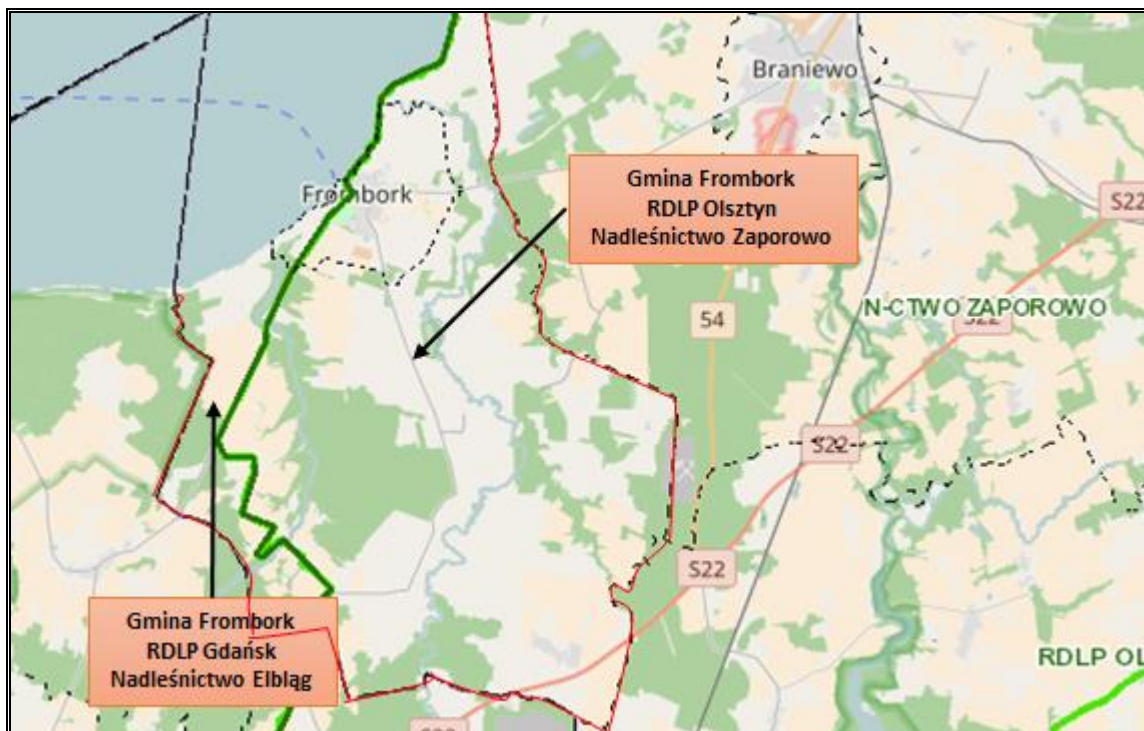 Braniewo
Frombork
Gmina Frombork
RDLP Olsztyn
Nadleśnictwo Zaporowo
S22
54
N-CTWO ZAPOROWO
S22
S22
S22
Gmina Frombork
RDLP Gdańsk
Nadleśnictwo Elbląg
RDLP OL
S22